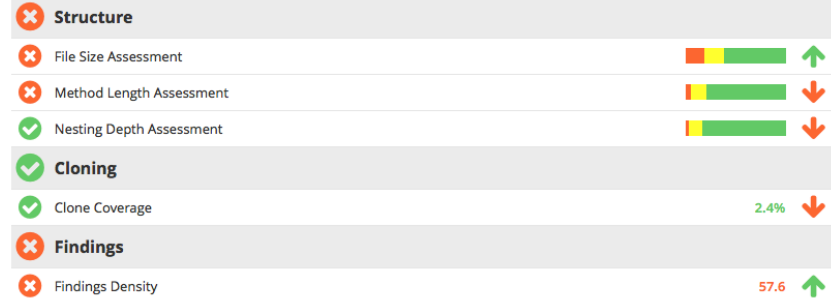 Structure
File Size Assessment
Method Length Assessment
Nesting Depth Assessment
Cloning
Clone Coverage 2.4%
Findings
Findings Density 57.6